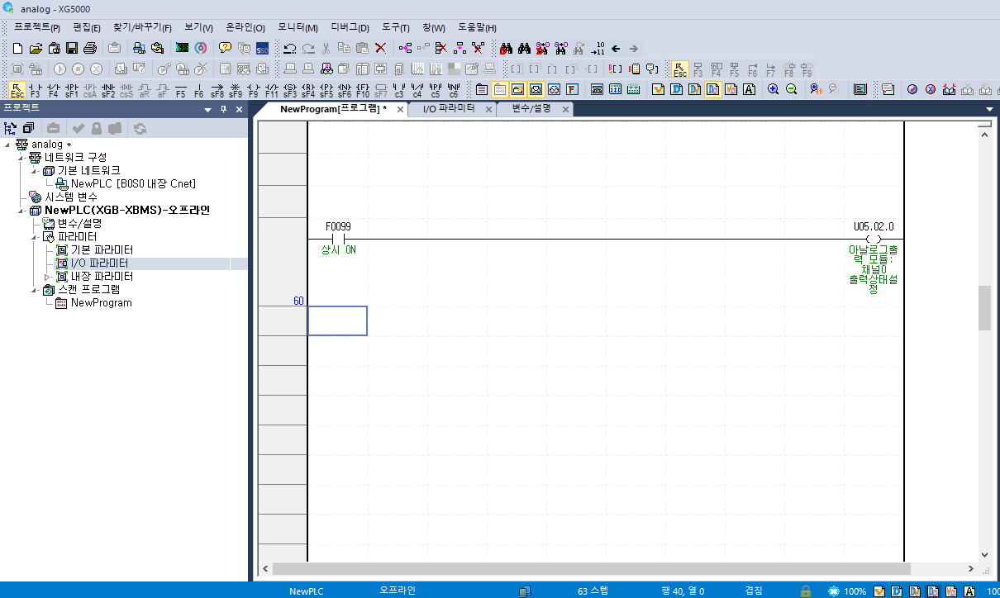 analog - XG5000
프로젝트(P) 편집(E) 찾기/바꾸기(F) 보기(V) 온라인(O) 모니터(M) 디버그(D) 도구(T) 창(W) 도움말(H)
Esc F3 F4 F5 F6 F7 F8 F9
Esc F3 F4 sF1 csA sF2 csS aR aF F5 F6 sF8 sF9 F9 F11 sF3 sF4 sF5 sF6 F10 sF7 c3 c4 c5 c6
프로젝트
NewProgram[프로그램] *
I/O 파라미터
변수/설명
analog *
네트워크 구성
기본 네트워크
NewPLC [B0S0 내장 Cnet]
시스템 변수
NewPLC(XGB-XBMS)-오프라인
변수/설명
파라미터
기본 파라미터
I/O 파라미터
내장 파라미터
스캔 프로그램
NewProgram
F0099
상시 ON
U05.02.0
아날로그출
력 모듈:
채널0
출력상태설
정
60
NewPLC 오프라인 63 스텝 행 40, 열 0 겹침 100%